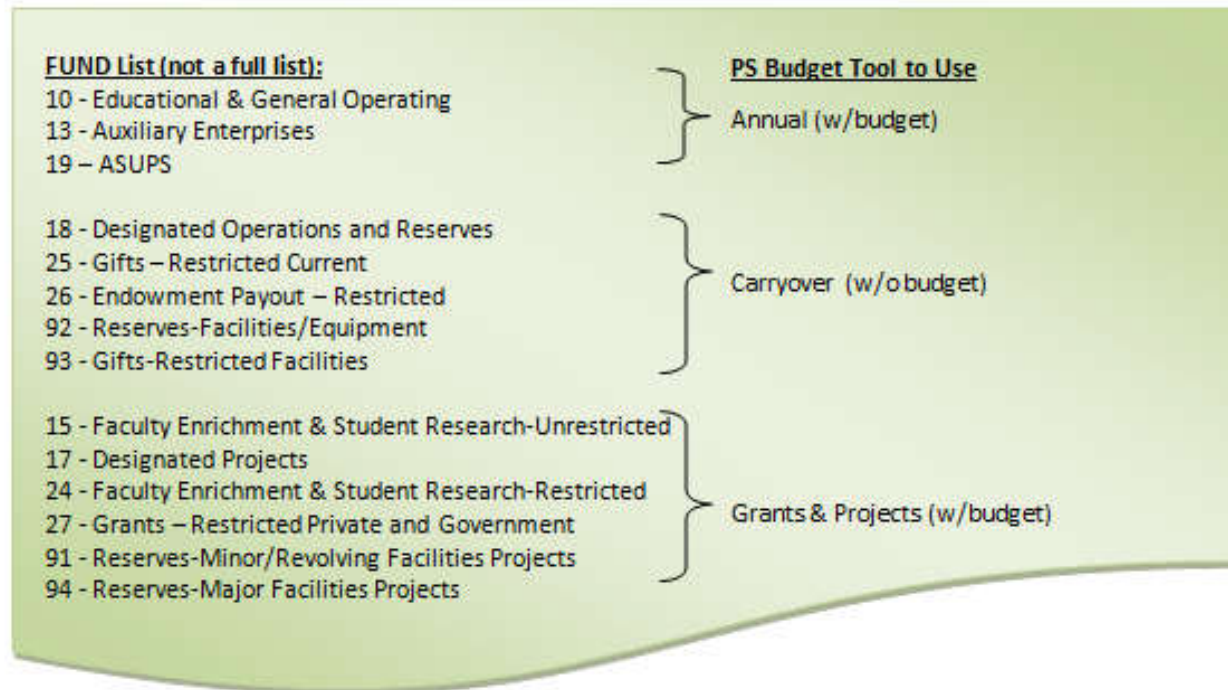 FUND List (not a full list):
PS Budget Tool to Use
10 - Educational & General Operating
13 - Auxiliary Enterprises
19 – ASUPS
Annual (w/budget)
18 - Designated Operations and Reserves
25 - Gifts – Restricted Current
26 - Endowment Payout – Restricted
92 - Reserves-Facilities/Equipment
93 - Gifts-Restricted Facilities
Carryover (w/o budget)
15 - Faculty Enrichment & Student Research-Unrestricted
17 - Designated Projects
24 - Faculty Enrichment & Student Research-Restricted
27 - Grants – Restricted Private and Government
91 - Reserves-Minor/Revolving Facilities Projects
94 - Reserves-Major Facilities Projects
Grants & Projects (w/budget)